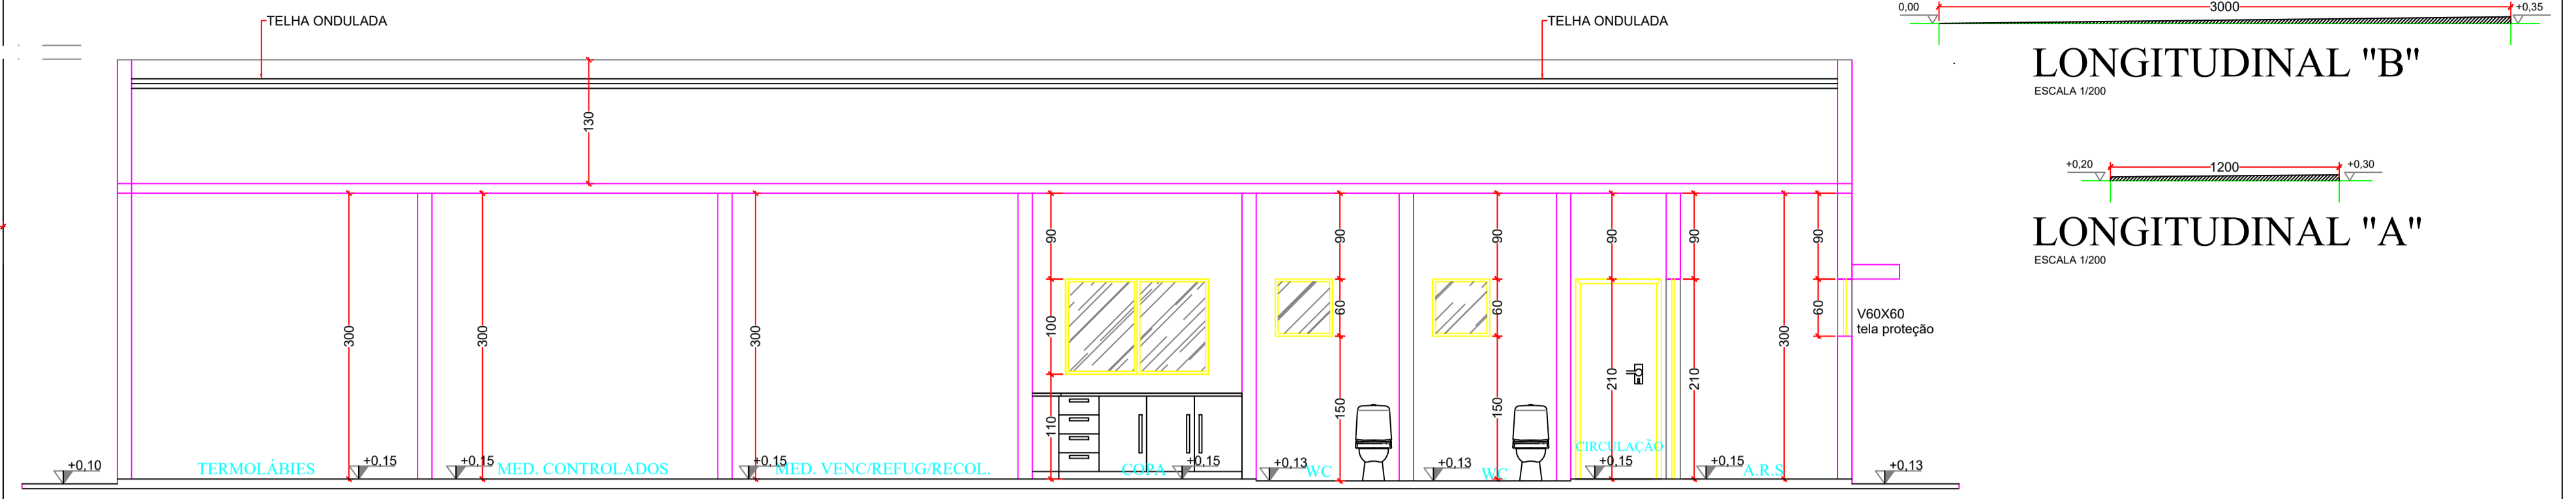 TELHA ONDULADA
TELHA ONDULADA
0,00
3000
+0,35
LONGITUDINAL "B"
ESCALA 1/200
+0,20
1200
+0,30
LONGITUDINAL "A"
ESCALA 1/200
130
300
300
300
90
100
110
90
60
150
90
60
150
90
210
90
210
300
90
60
V60X60
tela proteção
+0,10
TERMOLÁBIES
+0,15
+0,15
MED. CONTROLADOS
+0,15
MED. VENC/REFUG/RECOL.
COPA
+0,15
+0,13
WC
+0,13
WC
CIRCULAÇÃO
+0,15
+0,15
A.R.S
+0,13